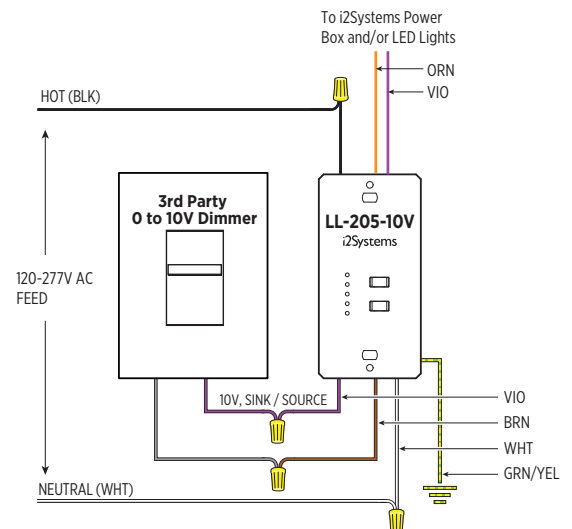 To i2Systems Power
Box and/or LED Lights
ORN
VIO
HOT (BLK)
3rd Party
0 to 10V Dimmer
LL-205-10V
i2Systems
120-277V AC
FEED
10V, SINK / SOURCE
VIO
BRN
WHT
GRN/YEL
NEUTRAL (WHT)